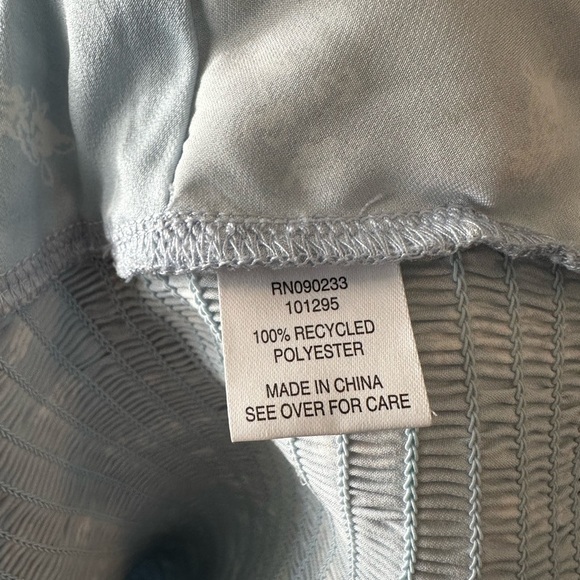 RN090233
101295
100% RECYCLED
POLYESTER
MADE IN CHINA
SEE OVER FOR CARE